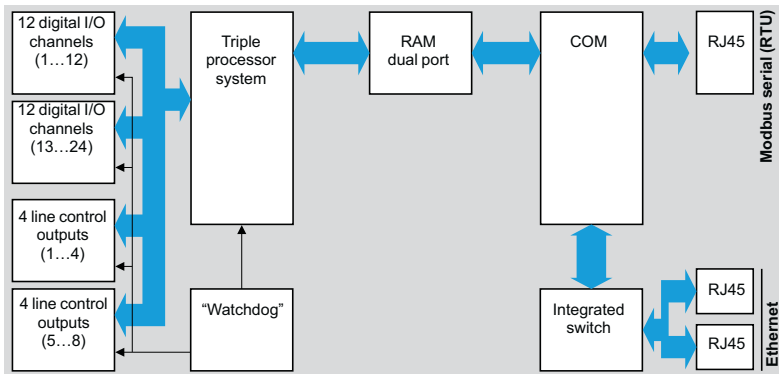 12 digital I/O
channels
(1…12)
12 digital I/O
channels
(13…24)
4 line control
outputs
(1…4)
4 line control
outputs
(5…8)
Triple
processor
system
“Watchdog”
RAM
dual port
COM
Integrated
switch
RJ45
Modbus serial (RTU)
RJ45
RJ45
Ethernet